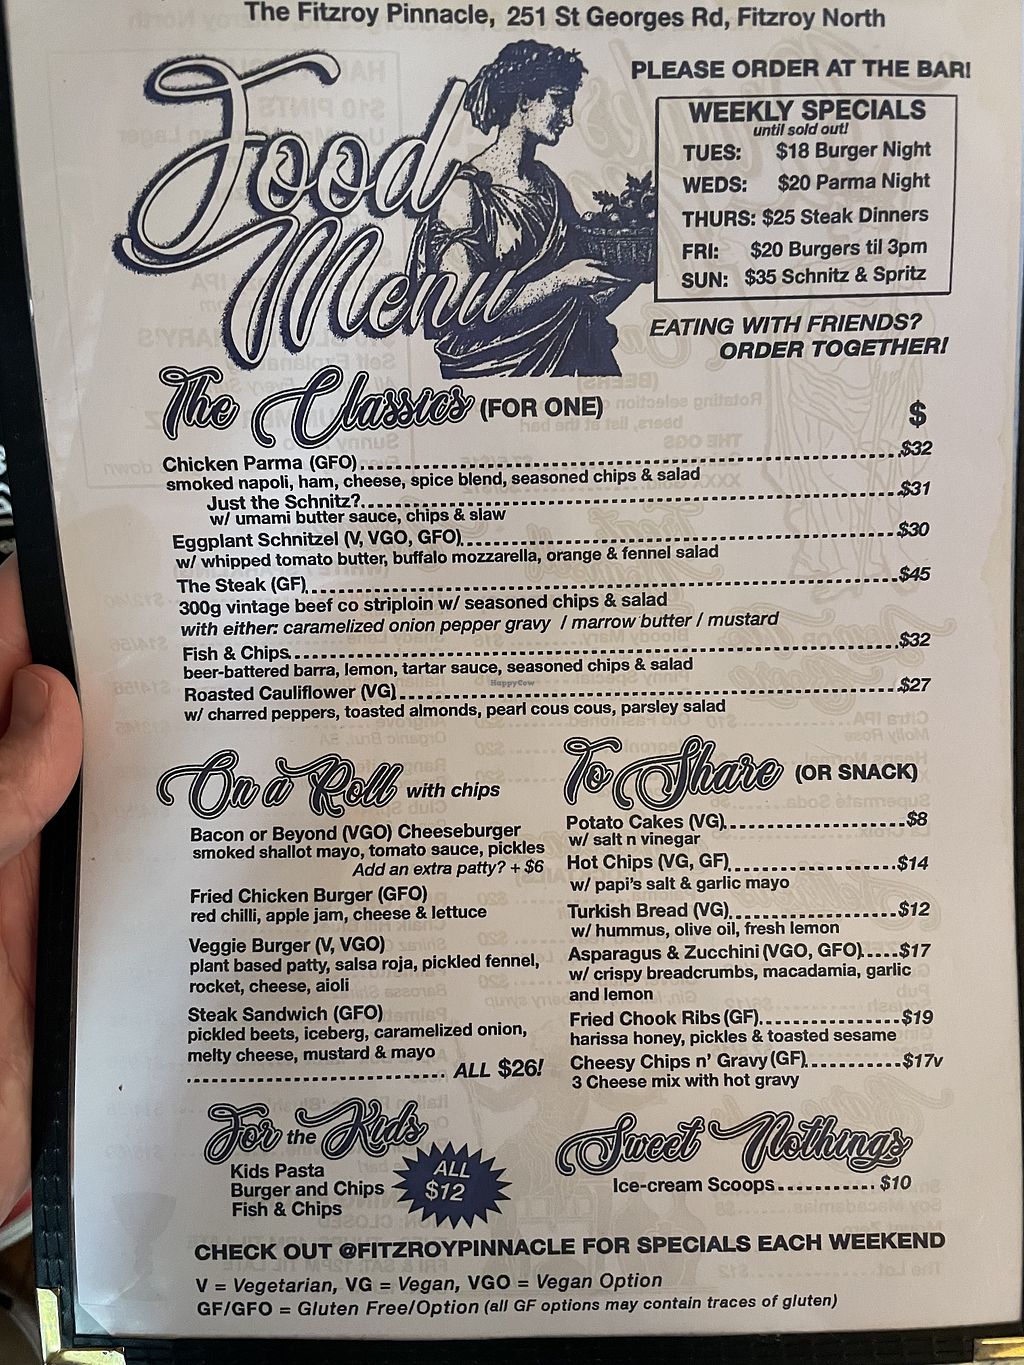 The Fitzroy Pinnacle, 251 St Georges Rd, Fitzroy North
Food
Menu
PLEASE ORDER AT THE BAR!
WEEKLY SPECIALS
until sold out!
TUES: $18 Burger Night
WEDS: $20 Parma Night
THURS: $25 Steak Dinners
FRI: $20 Burgers til 3pm
SUN: $35 Schnitz & Spritz
EATING WITH FRIENDS?
ORDER TOGETHER!
The Classics (FOR ONE) $
Chicken Parma (GFO) $32
smoked napoli, ham, cheese, spice blend, seasoned chips & salad
Just the Schnitz? $31
w/ umami butter sauce, chips & slaw
Eggplant Schnitzel (V, VGO, GFO) $30
w/ whipped tomato butter, buffalo mozzarella, orange & fennel salad
The Steak (GF) $45
300g vintage beef co striploin w/ seasoned chips & salad
with either: caramelized onion pepper gravy / marrow butter / mustard
Fish & Chips $32
beer-battered barra, lemon, tartar sauce, seasoned chips & salad
HappyCow
Roasted Cauliflower (VG) $27
w/ charred peppers, toasted almonds, pearl cous cous, parsley salad
On a Roll with chips
Bacon or Beyond (VGO) Cheeseburger
smoked shallot mayo, tomato sauce, pickles
Add an extra patty? + $6
Fried Chicken Burger (GFO)
red chilli, apple jam, cheese & lettuce
Veggie Burger (V, VGO)
plant based patty, salsa roja, pickled fennel,
rocket, cheese, aioli
Steak Sandwich (GFO)
pickled beets, iceberg, caramelized onion,
melty cheese, mustard & mayo
ALL $26!
To Share (OR SNACK)
Potato Cakes (VG) $8
w/ salt n vinegar
Hot Chips (VG, GF) $14
w/ papi's salt & garlic mayo
Turkish Bread (VG) $12
w/ hummus, olive oil, fresh lemon
Asparagus & Zucchini (VGO, GFO) $17
w/ crispy breadcrumbs, macadamia, garlic
and lemon
Fried Chook Ribs (GF) $19
harissa honey, pickles & toasted sesame
Cheesy Chips n' Gravy (GF) $17v
3 Cheese mix with hot gravy
For the Kids
Kids Pasta
Burger and Chips
Fish & Chips
ALL
$12
Sweet Nothings
Ice-cream Scoops $10
CHECK OUT @FITZROYPINNACLE FOR SPECIALS EACH WEEKEND
V = Vegetarian, VG = Vegan, VGO = Vegan Option
GF/GFO = Gluten Free/Option (all GF options may contain traces of gluten)